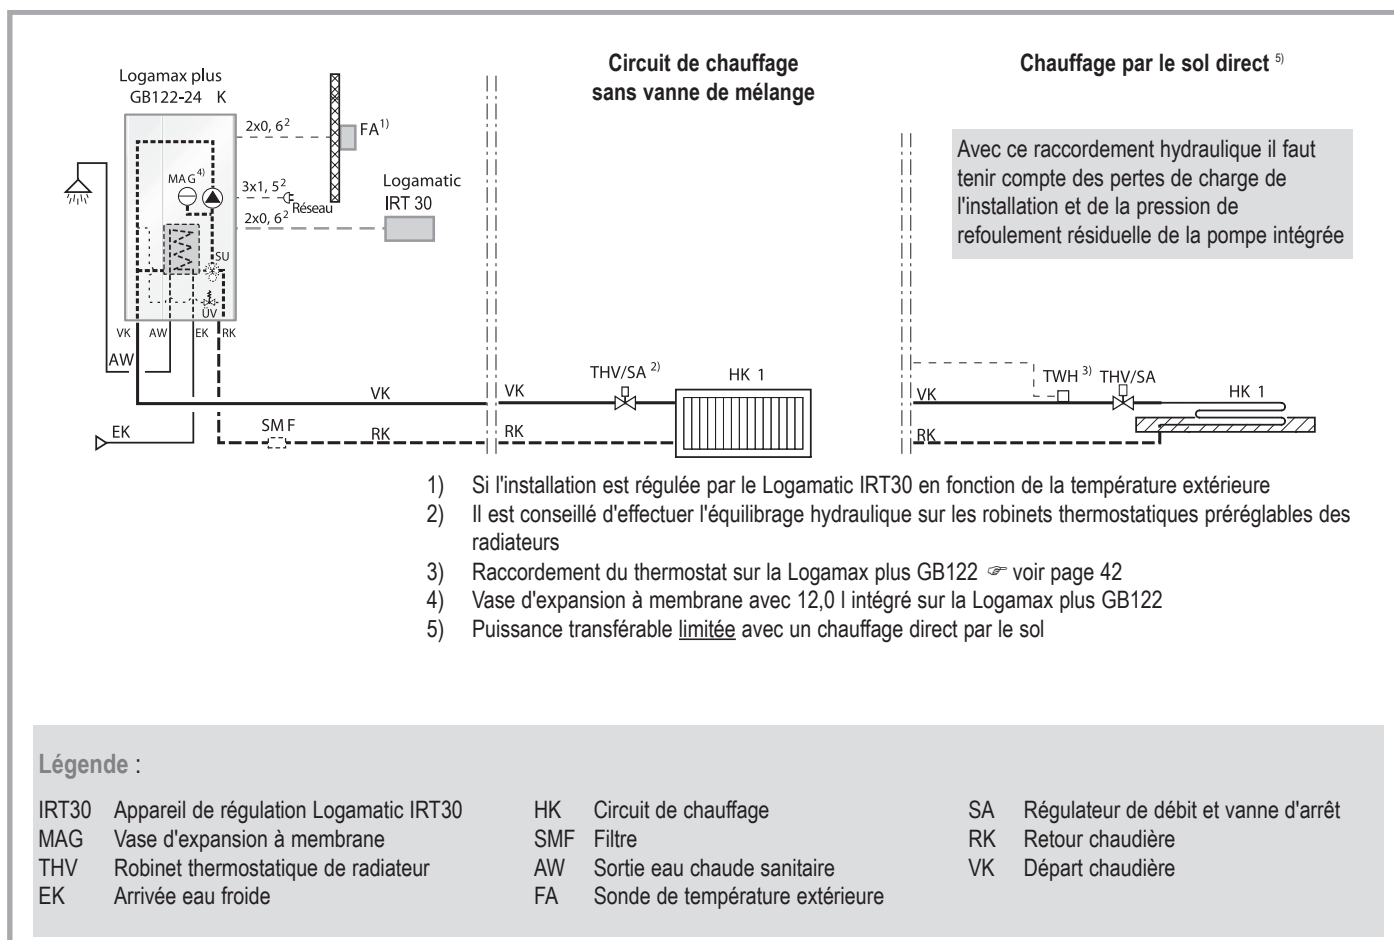 Logamax plus
GB122-24 K
2x0, 6²
FA¹⁾
MAG⁴⁾
3x1, 5²
Réseau
2x0, 6²
Logamatic
IRT 30
SU
ÜV
VK AW EK RK
AW
EK
SM F
VK
RK
Circuit de chauffage
sans vanne de mélange
VK
THV/SA ²⁾
HK 1
RK
Chauffage par le sol direct ⁵⁾
Avec ce raccordement hydraulique il faut
tenir compte des pertes de charge de
l'installation et de la pression de
refoulement résiduelle de la pompe intégrée
VK
TWH ³⁾
THV/SA
HK 1
RK
1) Si l'installation est régulée par le Logamatic IRT30 en fonction de la température extérieure
2) Il est conseillé d'effectuer l'équilibrage hydraulique sur les robinets thermostatiques préréglables des
radiateurs
3) Raccordement du thermostat sur la Logamax plus GB122 ☞ voir page 42
4) Vase d'expansion à membrane avec 12,0 l intégré sur la Logamax plus GB122
5) Puissance transférable limitée avec un chauffage direct par le sol
Légende :
IRT30 Appareil de régulation Logamatic IRT30
MAG Vase d'expansion à membrane
THV Robinet thermostatique de radiateur
EK Arrivée eau froide
HK Circuit de chauffage
SMF Filtre
AW Sortie eau chaude sanitaire
FA Sonde de température extérieure
SA Régulateur de débit et vanne d'arrêt
RK Retour chaudière
VK Départ chaudière